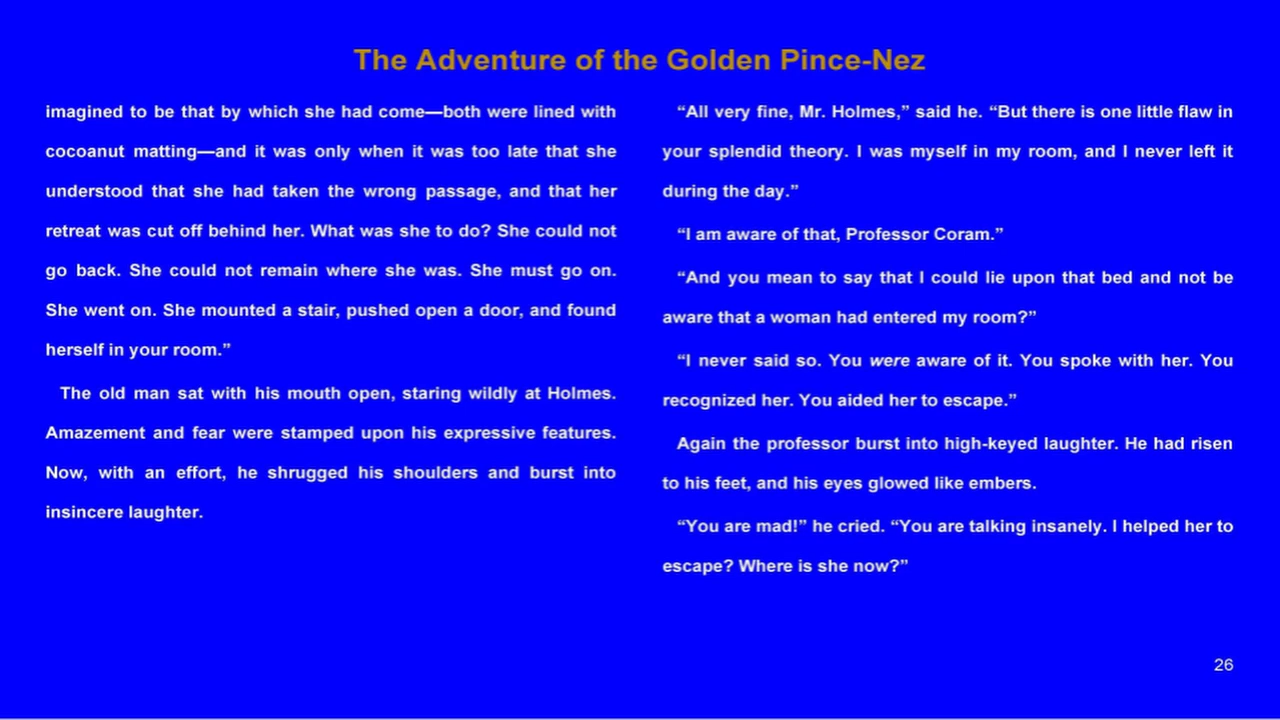 The Adventure of the Golden Pince-Nez
imagined to be that by which she had come—both were lined with
cocoanut matting—and it was only when it was too late that she
understood that she had taken the wrong passage, and that her
retreat was cut off behind her. What was she to do? She could not
go back. She could not remain where she was. She must go on.
She went on. She mounted a stair, pushed open a door, and found
herself in your room.”
The old man sat with his mouth open, staring wildly at Holmes.
Amazement and fear were stamped upon his expressive features.
Now, with an effort, he shrugged his shoulders and burst into
insincere laughter.
“All very fine, Mr. Holmes,” said he. “But there is one little flaw in
your splendid theory. I was myself in my room, and I never left it
during the day.”
“I am aware of that, Professor Coram.”
“And you mean to say that I could lie upon that bed and not be
aware that a woman had entered my room?”
“I never said so. You were aware of it. You spoke with her. You
recognized her. You aided her to escape.”
Again the professor burst into high-keyed laughter. He had risen
to his feet, and his eyes glowed like embers.
“You are mad!” he cried. “You are talking insanely. I helped her to
escape? Where is she now?”
26